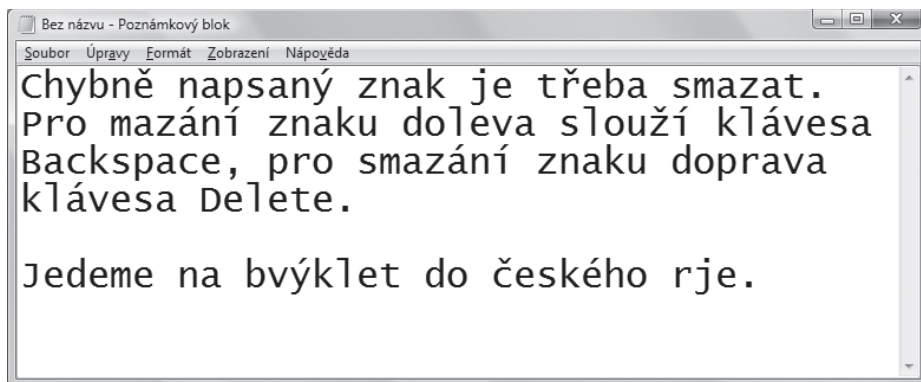 Bez názvu - Poznámkový blok
Soubor Úpravy Formát Zobrazení Nápověda
Chybně napsaný znak je třeba smazat.
Pro mazání znaku doleva slouží klávesa
Backspace, pro smazání znaku doprava
klávesa Delete.
Jedeme na bvýklet do českého rje.